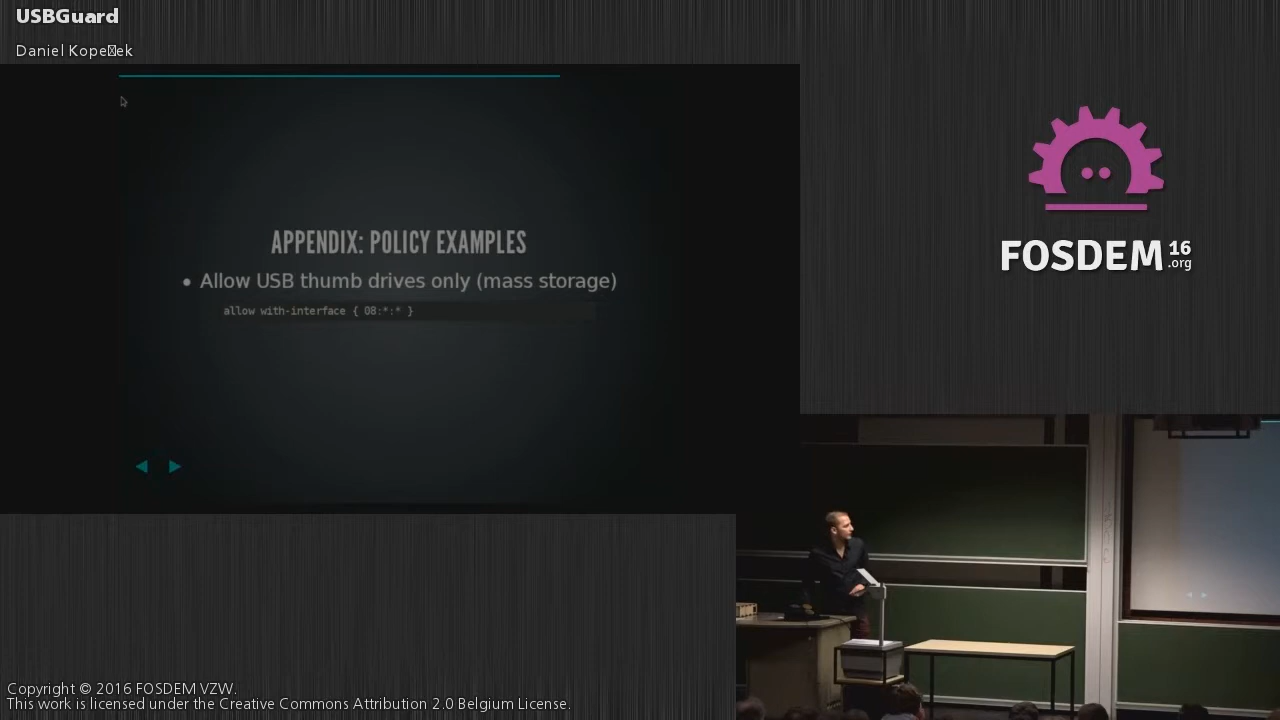 USBGuard
Daniel Kope▯ek
APPENDIX: POLICY EXAMPLES
• Allow USB thumb drives only (mass storage)
allow with-interface { 08:*:* }
FOSDEM 16
.org
Copyright © 2016 FOSDEM VZW.
This work is licensed under the Creative Commons Attribution 2.0 Belgium License.